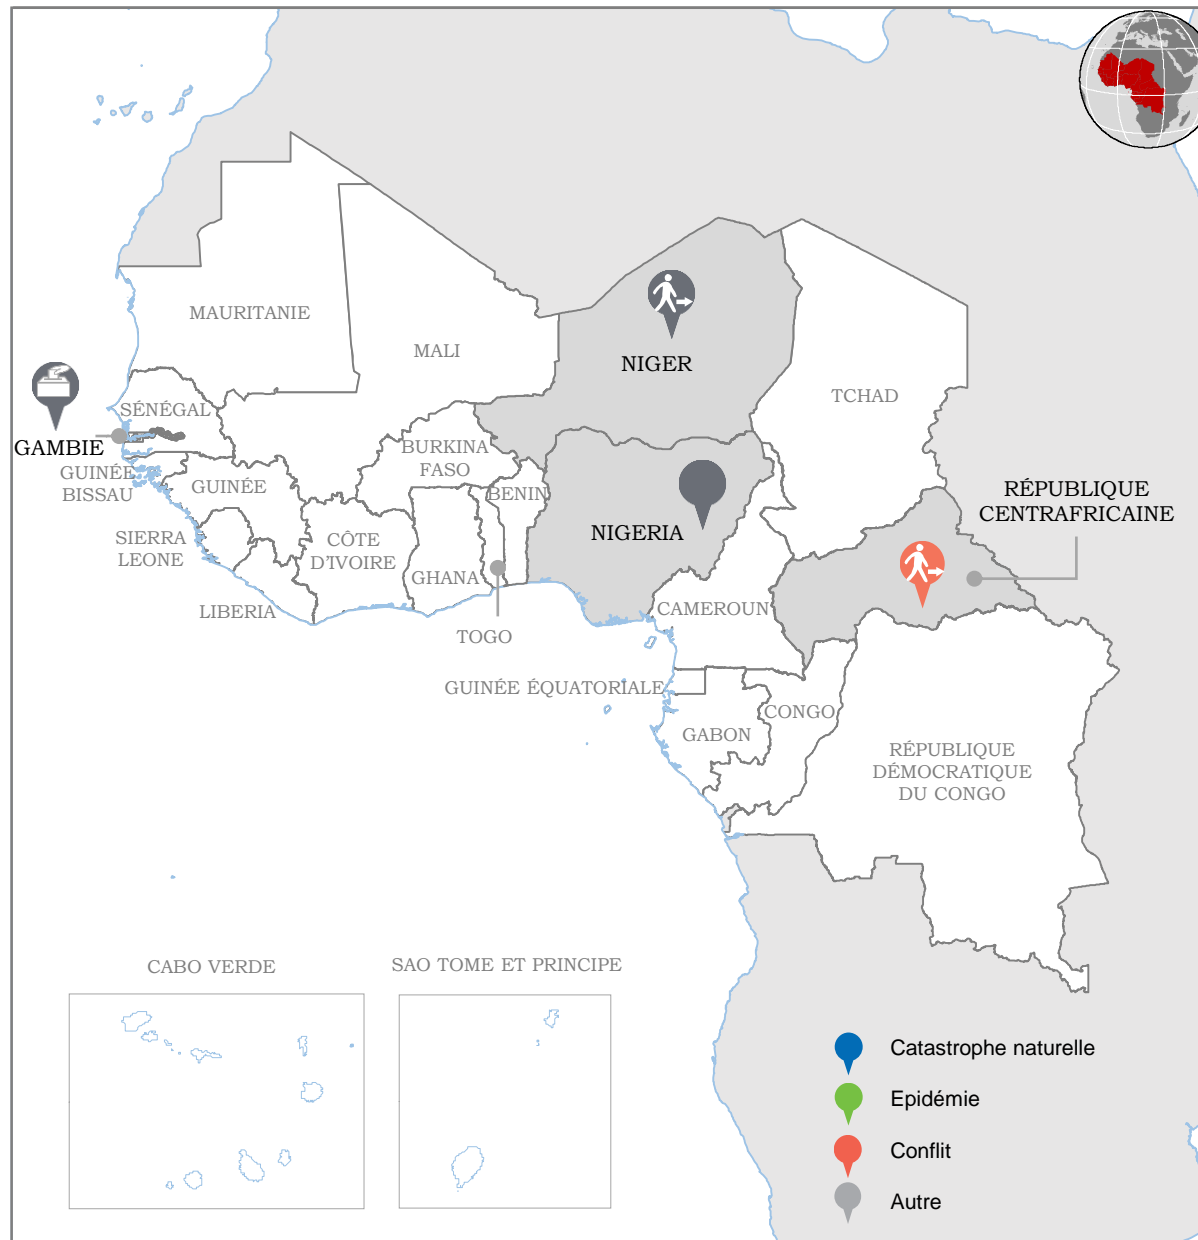 MAURITANIE
MALI
NIGER
TCHAD
SÉNÉGAL
GAMBIE
GUINÉE
BISSAU
GUINÉE
BURKINA
FASO
BENIN
NIGERIA
RÉPUBLIQUE
CENTRAFRICAINE
SIERRA
LEONE
CÔTE
D'IVOIRE
GHANA
LIBERIA
TOGO
CAMEROUN
GUINÉE ÉQUATORIALE
GABON
CONGO
RÉPUBLIQUE
DÉMOCRATIQUE
DU CONGO
CABO VERDE
SAO TOME ET PRINCIPE
Catastrophe naturelle
Epidémie
Conflit
Autre